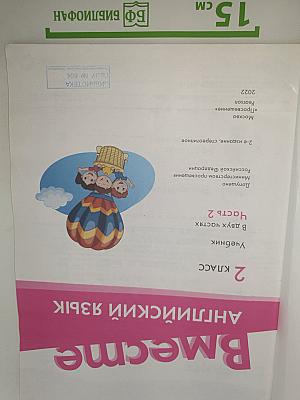 Вместе
АНГЛИЙСКИЙ ЯЗЫК
2 КЛАСС
Учебник
В двух частях
Часть 2
Допущено
Министерством просвещения
Российской Федерации
2-е издание, стереотипное
Москва
«Просвещение»
2022
БИБЛИОТЕКА
15 СМ
БФ БИБЛИОФАН